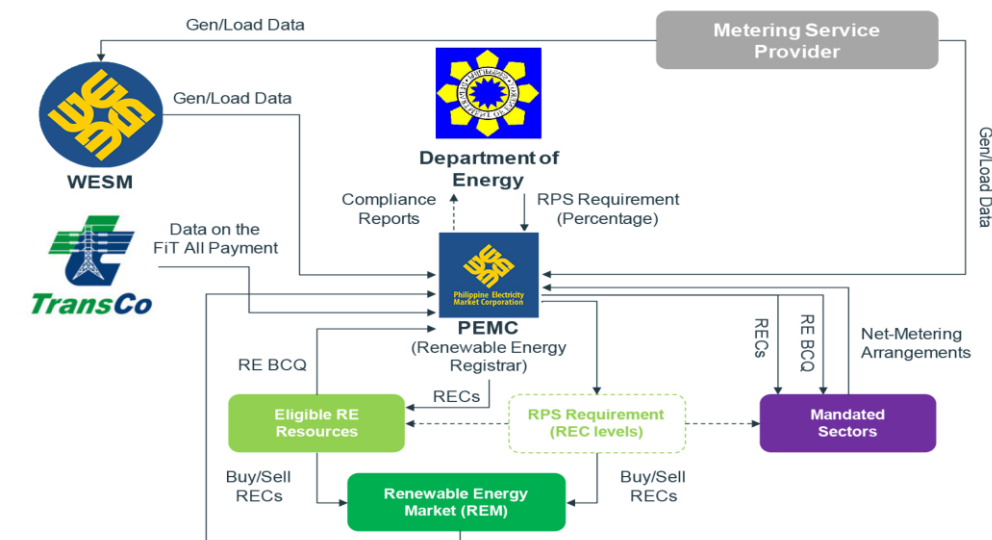 Gen/Load Data
Metering Service
Provider
Gen/Load Data
WESM
Department of
Energy
Gen/Load Data
Compliance
Reports
RPS Requirement
(Percentage)
Data on the
FiT All Payment
TransCo
Philippine Electricity
Market Corporation
PEMC
(Renewable Energy
Registrar)
RE BCQ
RECs
RECs
RE BCQ
Net-Metering
Arrangements
Eligible RE
Resources
RPS Requirement
(REC levels)
Mandated
Sectors
Buy/Sell
RECs
Buy/Sell
RECs
Renewable Energy
Market (REM)